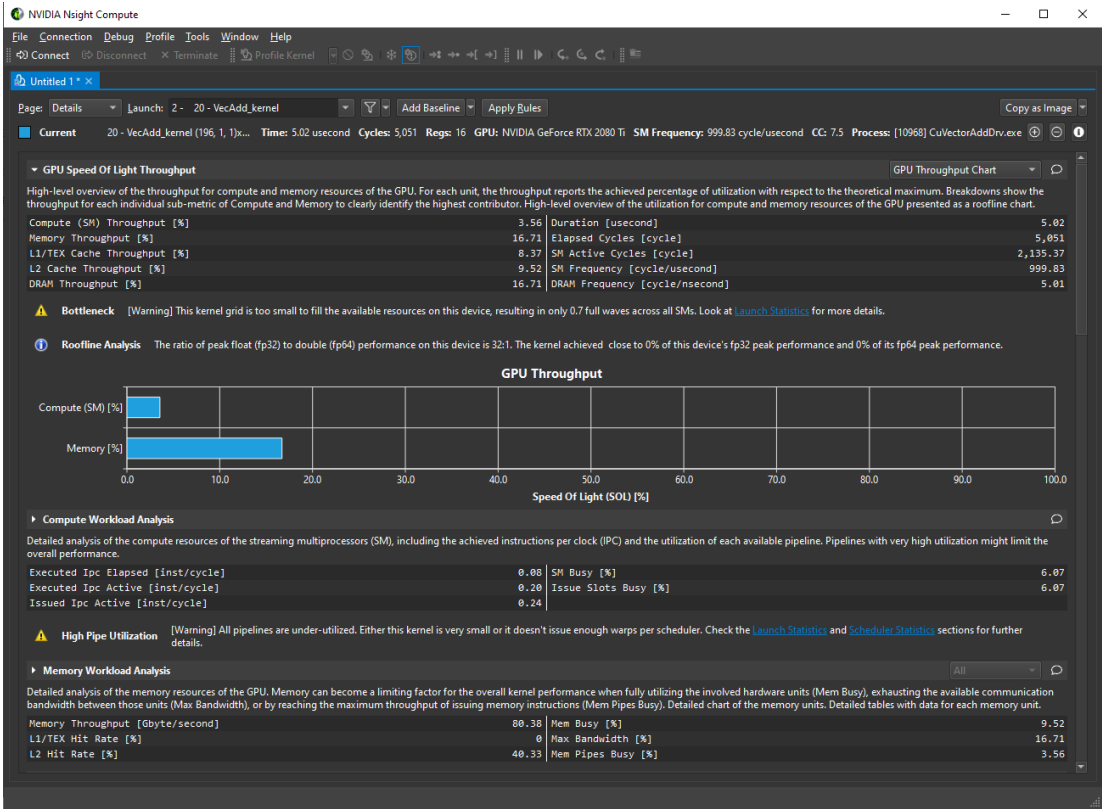 NVIDIA Nsight Compute
File Connection Debug Profile Tools Window Help
Connect Disconnect Terminate Profile Kernel
Untitled 1 *
Page: Details Launch: 2 - 20 - VecAdd_kernel Add Baseline Apply Rules Copy as Image
Current 20 - VecAdd_kernel (196, 1, 1)x... Time: 5.02 usecond Cycles: 5,051 Regs: 16 GPU: NVIDIA GeForce RTX 2080 Ti SM Frequency: 999.83 cycle/usecond CC: 7.5 Process: [10968] CuVectorAddDrv.exe
GPU Speed Of Light Throughput GPU Throughput Chart
High-level overview of the throughput for compute and memory resources of the GPU. For each unit, the throughput reports the achieved percentage of utilization with respect to the theoretical maximum. Breakdowns show the
throughput for each individual sub-metric of Compute and Memory to clearly identify the highest contributor. High-level overview of the utilization for compute and memory resources of the GPU presented as a roofline chart.
Compute (SM) Throughput [%] 3.56 Duration [usecond] 5.02
Memory Throughput [%] 16.71 Elapsed Cycles [cycle] 5,051
L1/TEX Cache Throughput [%] 8.37 SM Active Cycles [cycle] 2,135.37
L2 Cache Throughput [%] 9.52 SM Frequency [cycle/usecond] 999.83
DRAM Throughput [%] 16.71 DRAM Frequency [cycle/nsecond] 5.01
Bottleneck [Warning] This kernel grid is too small to fill the available resources on this device, resulting in only 0.7 full waves across all SMs. Look at Launch Statistics for more details.
Roofline Analysis The ratio of peak float (fp32) to double (fp64) performance on this device is 32:1. The kernel achieved close to 0% of this device's fp32 peak performance and 0% of its fp64 peak performance.
GPU Throughput
Compute (SM) [%]
Memory [%]
0.0 10.0 20.0 30.0 40.0 50.0 60.0 70.0 80.0 90.0 100.0
Speed Of Light (SOL) [%]
Compute Workload Analysis
Detailed analysis of the compute resources of the streaming multiprocessors (SM), including the achieved instructions per clock (IPC) and the utilization of each available pipeline. Pipelines with very high utilization might limit the
overall performance.
Executed Ipc Elapsed [inst/cycle] 0.08 SM Busy [%] 6.07
Executed Ipc Active [inst/cycle] 0.20 Issue Slots Busy [%] 6.07
Issued Ipc Active [inst/cycle] 0.24
High Pipe Utilization [Warning] All pipelines are under-utilized. Either this kernel is very small or it doesn't issue enough warps per scheduler. Check the Launch Statistics and Scheduler Statistics sections for further
details.
Memory Workload Analysis All
Detailed analysis of the memory resources of the GPU. Memory can become a limiting factor for the overall kernel performance when fully utilizing the involved hardware units (Mem Busy), exhausting the available communication
bandwidth between those units (Max Bandwidth), or by reaching the maximum throughput of issuing memory instructions (Mem Pipes Busy). Detailed chart of the memory units. Detailed tables with data for each memory unit.
Memory Throughput [Gbyte/second] 80.38 Mem Busy [%] 9.52
L1/TEX Hit Rate [%] 0 Max Bandwidth [%] 16.71
L2 Hit Rate [%] 40.33 Mem Pipes Busy [%] 3.56